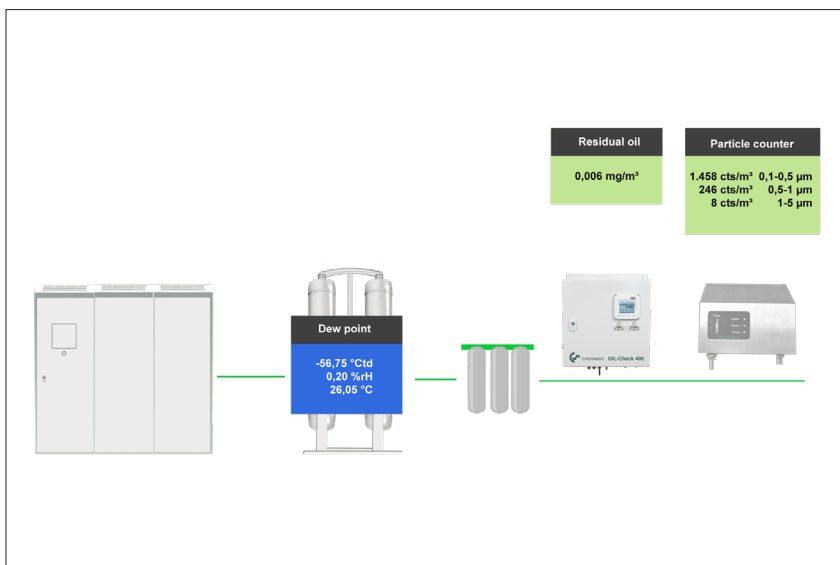 Residual oil
0,006 mg/m³
Particle counter
1.458 cts/m³ 0,1-0,5 µm
246 cts/m³ 0,5-1 µm
8 cts/m³ 1-5 µm
Dew point
-56,75 °Ctd
0,20 %rH
26,05 °C
OIL-Check 400